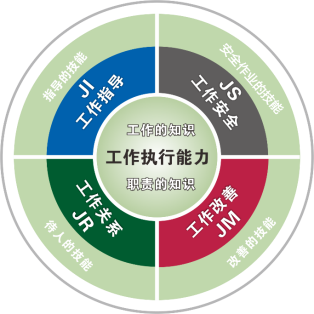 指导的技能
JI
工作指导
安全作业的技能
JS
工作安全
工作的知识
工作执行能力
职责的知识
工作关系
JR
待人的技能
工作改善
JM
改善的技能